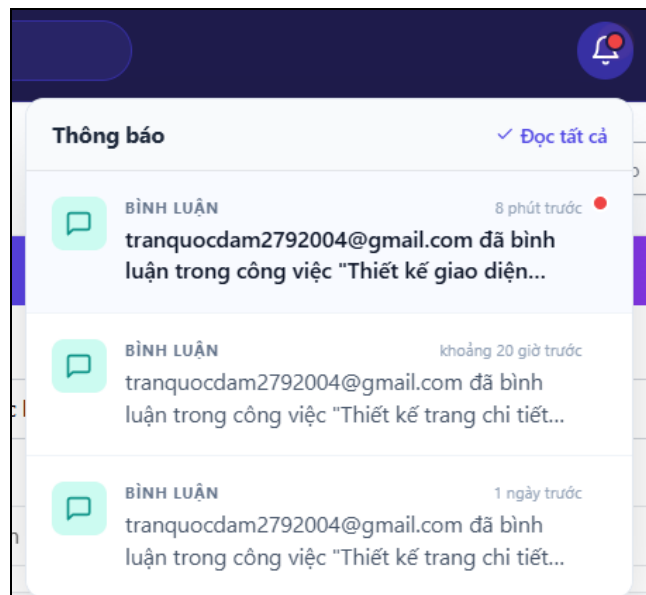 Thông báo
Đọc tất cả
BÌNH LUẬN
8 phút trước
tranquocdam2792004@gmail.com đã bình
luận trong công việc "Thiết kế giao diện...
BÌNH LUẬN
khoảng 20 giờ trước
tranquocdam2792004@gmail.com đã bình
luận trong công việc "Thiết kế trang chi tiết...
BÌNH LUẬN
1 ngày trước
tranquocdam2792004@gmail.com đã bình
luận trong công việc "Thiết kế trang chi tiết...